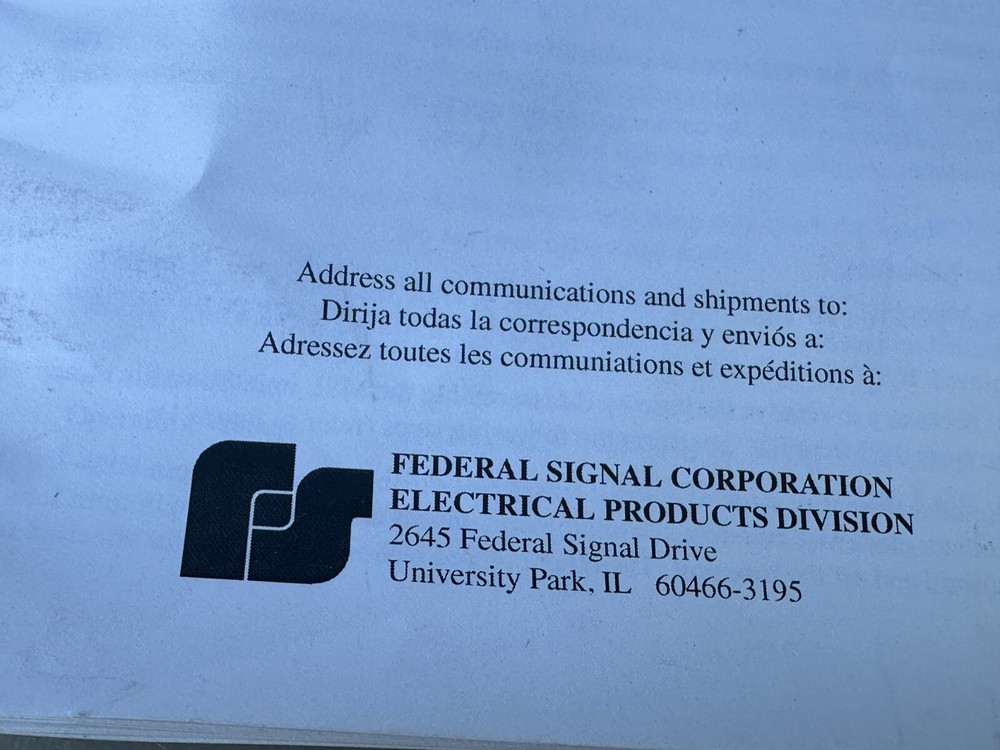 Address all communications and shipments to:
Dirija todas la correspondencia y enviós a:
Adressez toutes les communiations et expéditions à:
FS
FEDERAL SIGNAL CORPORATION
ELECTRICAL PRODUCTS DIVISION
2645 Federal Signal Drive
University Park, IL 60466-3195